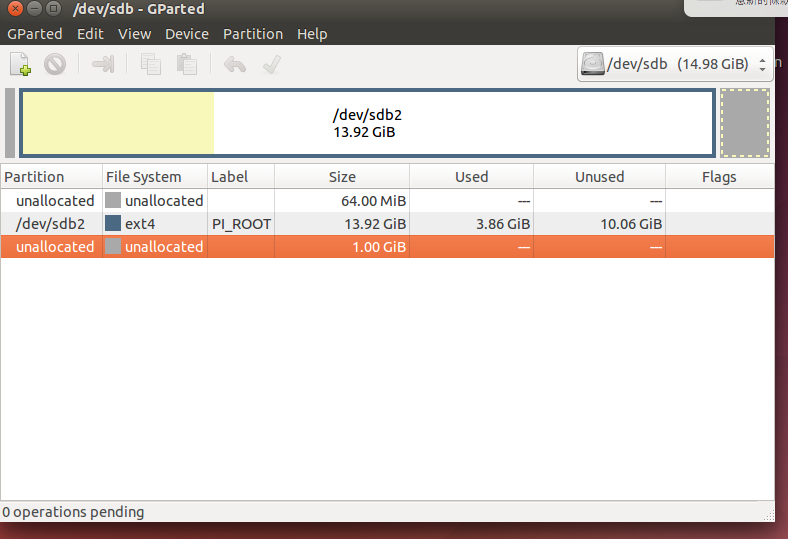 /dev/sdb - GParted
GParted Edit View Device Partition Help
/dev/sdb (14.98 GiB)
/dev/sdb2
13.92 GiB
Partition File System Label Size Used Unused Flags
unallocated unallocated 64.00 MiB --- ---
/dev/sdb2 ext4 PI_ROOT 13.92 GiB 3.86 GiB 10.06 GiB
unallocated unallocated 1.00 GiB --- ---
0 operations pending